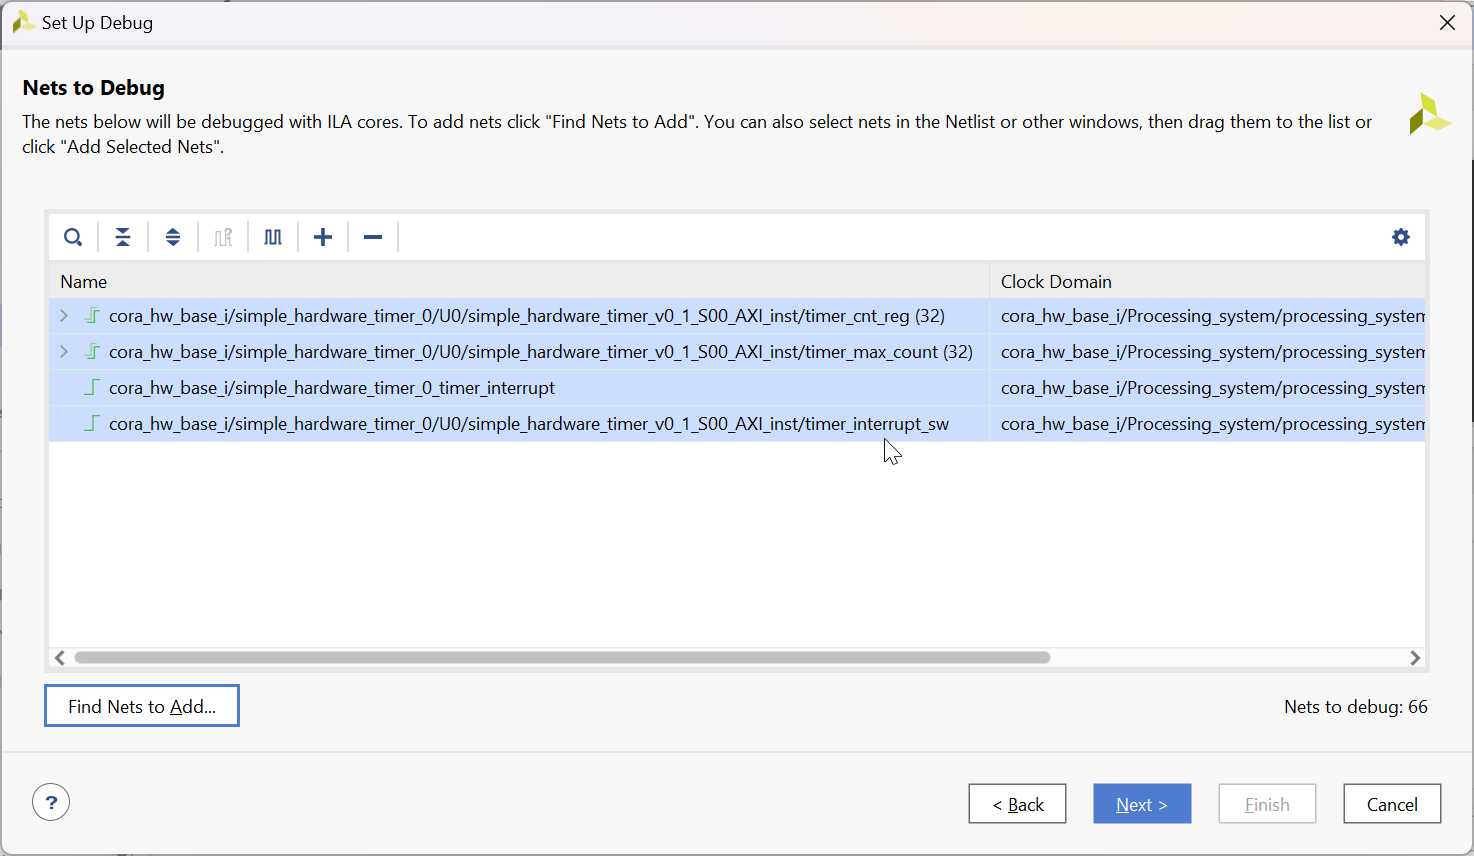 Set Up Debug
Nets to Debug
The nets below will be debugged with ILA cores. To add nets click "Find Nets to Add". You can also select nets in the Netlist or other windows, then drag them to the list or
click "Add Selected Nets".
Name Clock Domain
cora_hw_base_i/simple_hardware_timer_0/U0/simple_hardware_timer_v0_1_S00_AXI_inst/timer_cnt_reg (32) cora_hw_base_i/Processing_system/processing_system
cora_hw_base_i/simple_hardware_timer_0/U0/simple_hardware_timer_v0_1_S00_AXI_inst/timer_max_count (32) cora_hw_base_i/Processing_system/processing_system
cora_hw_base_i/simple_hardware_timer_0_timer_interrupt cora_hw_base_i/Processing_system/processing_system
cora_hw_base_i/simple_hardware_timer_0/U0/simple_hardware_timer_v0_1_S00_AXI_inst/timer_interrupt_sw cora_hw_base_i/Processing_system/processing_system
Find Nets to Add... Nets to debug: 66
? < Back Next > Finish Cancel